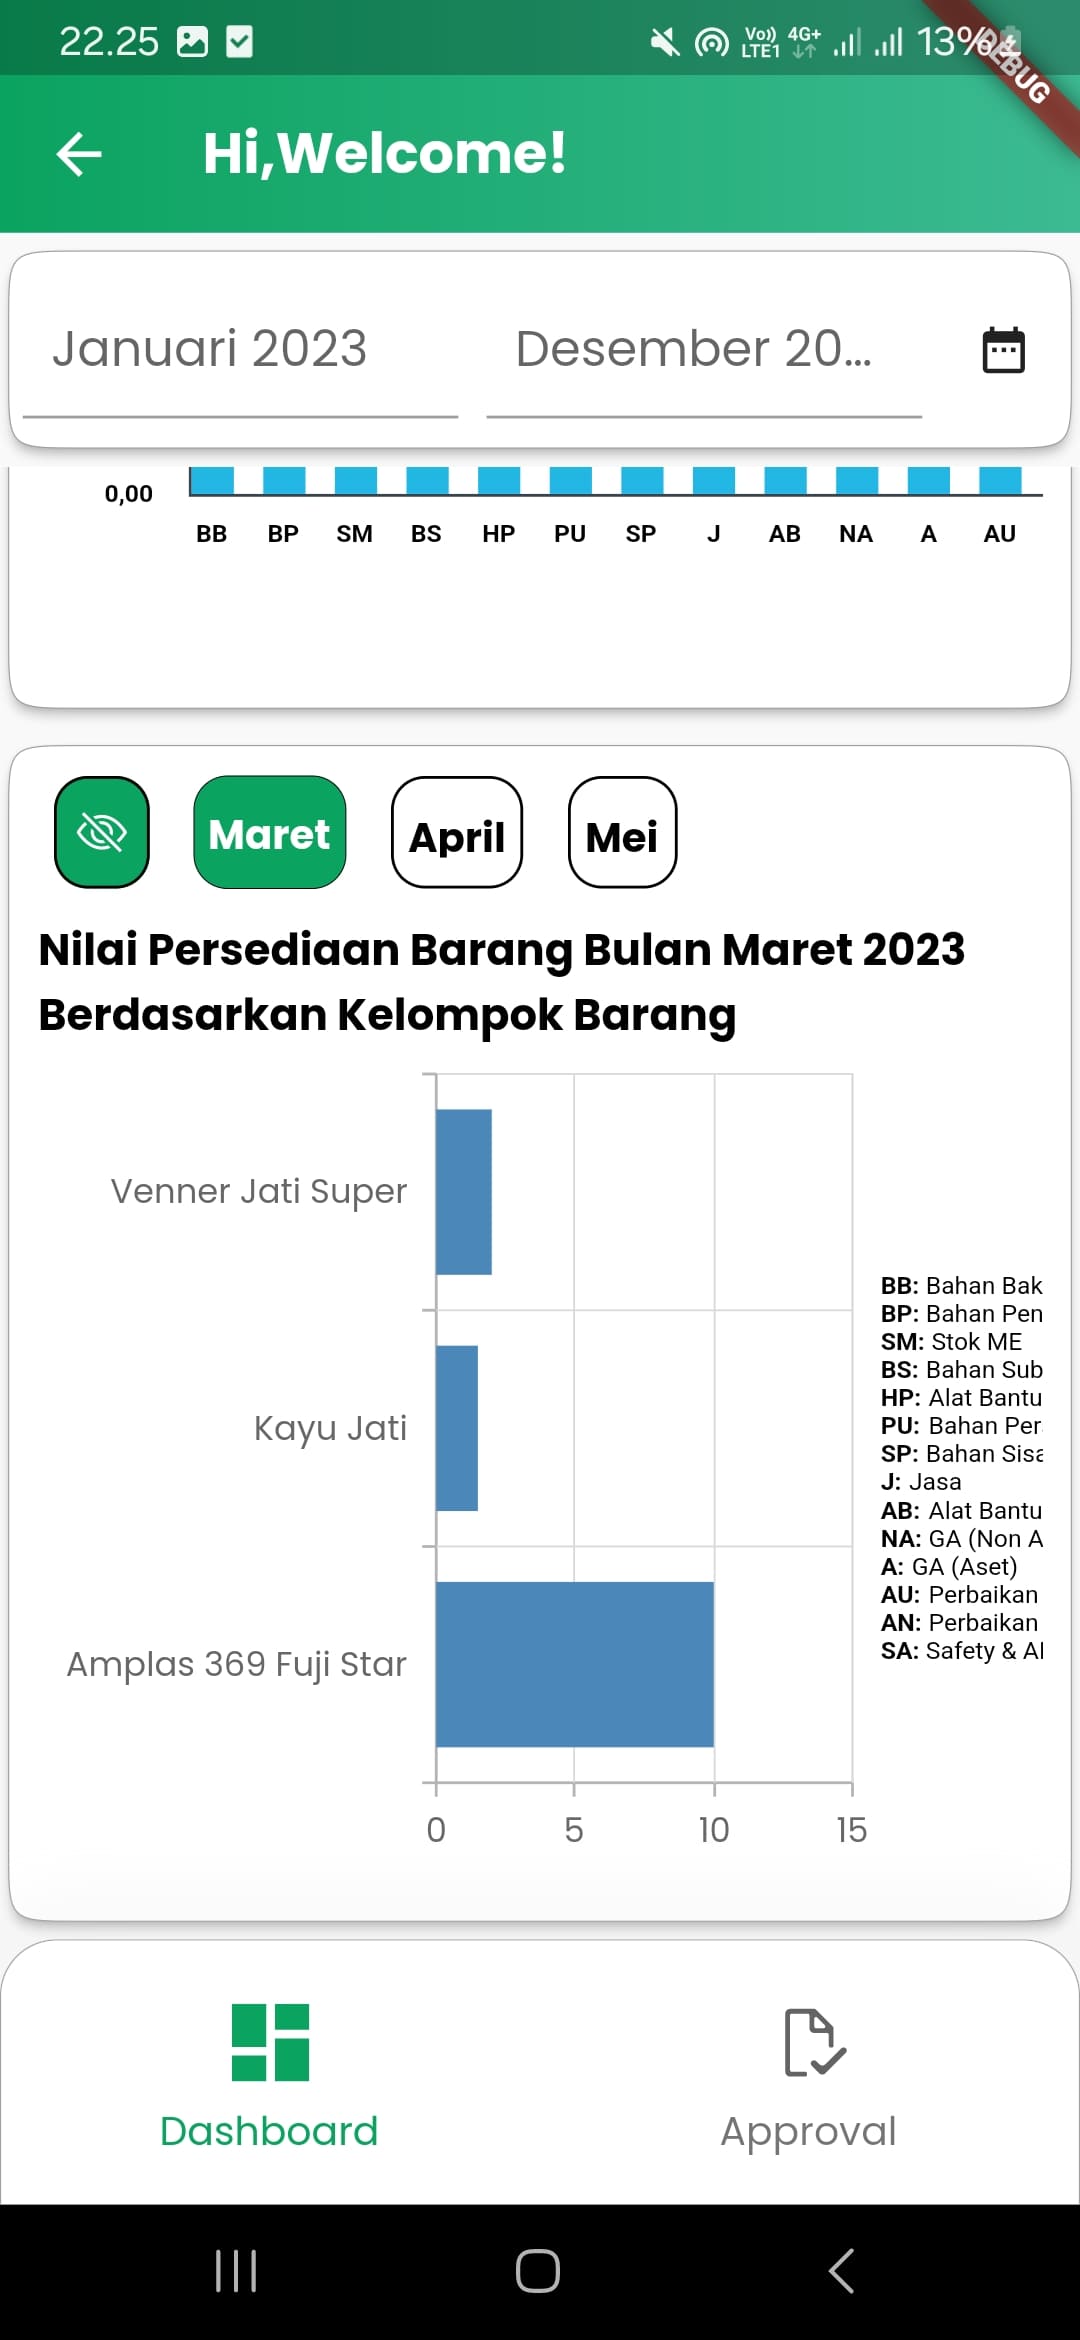 22.25
Vo)) LTE1 4G+ 13%
DEBUG
Hi,Welcome!
Januari 2023 Desember 20...
0,00
BB BP SM BS HP PU SP J AB NA A AU
Maret April Mei
Nilai Persediaan Barang Bulan Maret 2023
Berdasarkan Kelompok Barang
Venner Jati Super
Kayu Jati
Amplas 369 Fuji Star
0 5 10 15
BB: Bahan Bak
BP: Bahan Pen
SM: Stok ME
BS: Bahan Sub
HP: Alat Bantu
PU: Bahan Per
SP: Bahan Sisa
J: Jasa
AB: Alat Bantu
NA: GA (Non A
A: GA (Aset)
AU: Perbaikan
AN: Perbaikan
SA: Safety &
Dashboard Approval